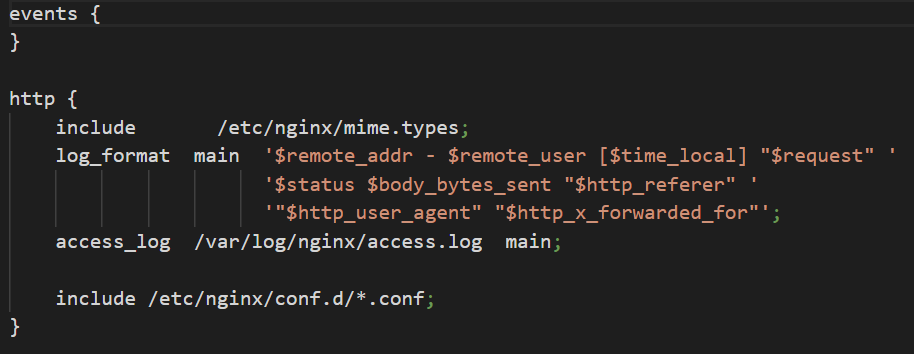 events {
}
http {
include /etc/nginx/mime.types;
log_format main '$remote_addr - $remote_user [$time_local] "$request" '
'$status $body_bytes_sent "$http_referer" '
'"$http_user_agent" "$http_x_forwarded_for"';
access_log /var/log/nginx/access.log main;
include /etc/nginx/conf.d/*.conf;
}